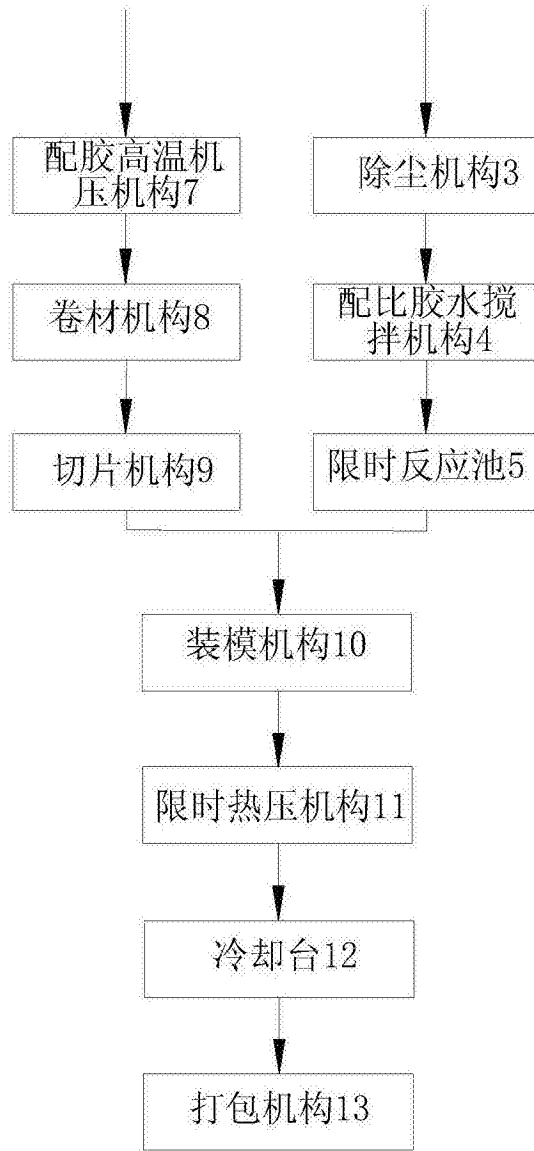 配胶高温机
压机构7
除尘机构3
卷材机构8
配比胶水搅
拌机构4
切片机构9
限时反应池5
装模机构10
限时热压机构11
冷却台12
打包机构13